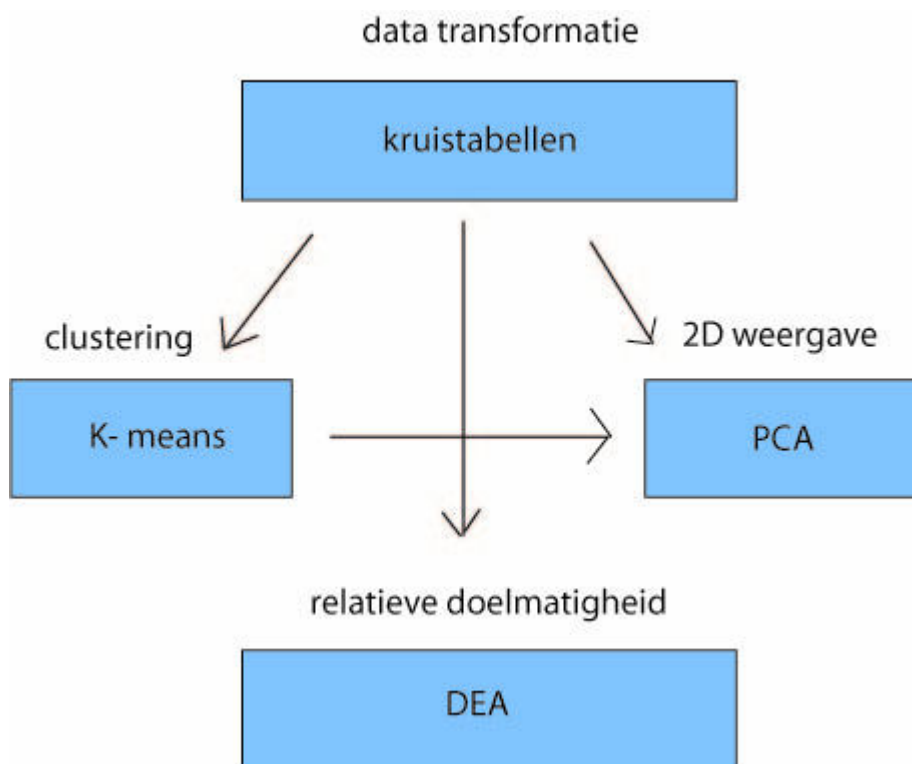 data transformatie
kruistabellen
clustering
2D weergave
K- means
PCA
relatieve doelmatigheid
DEA